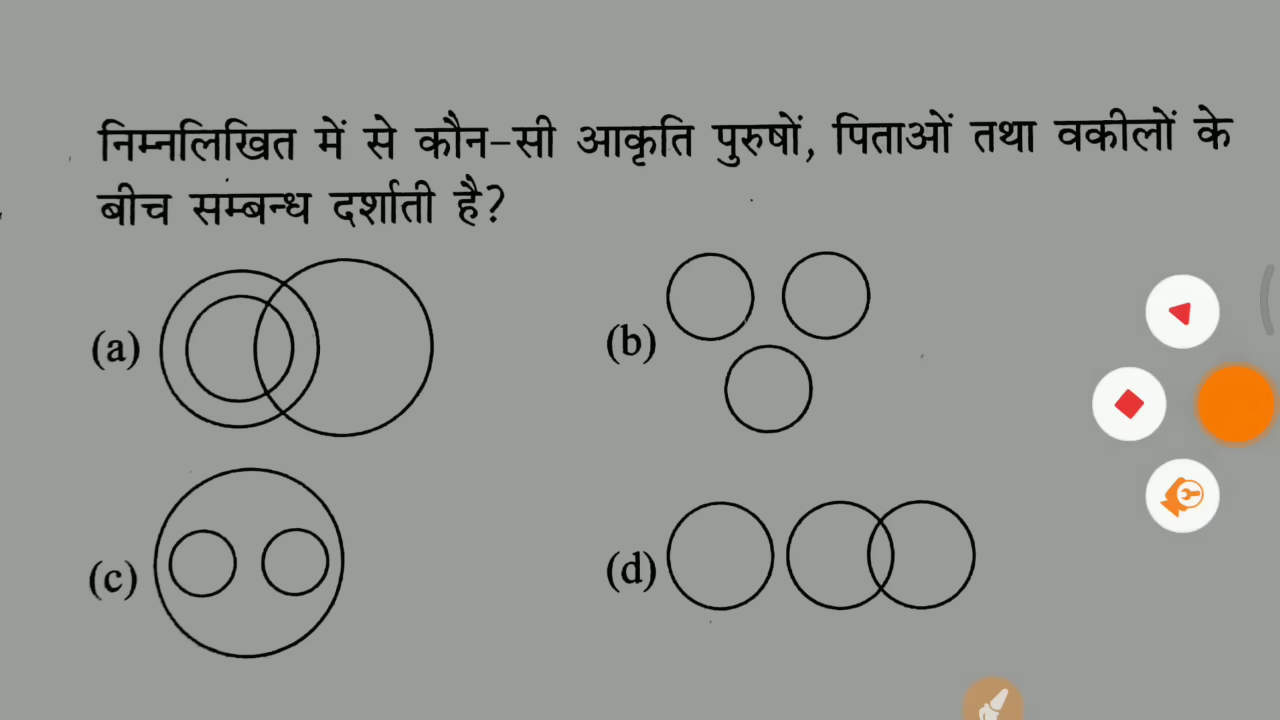 निम्नलिखित में से कौन-सी आकृति पुरुषों, पिताओं तथा वकीलों के
बीच सम्बन्ध दर्शाती है?
(a)
(b)
(c)
(d)